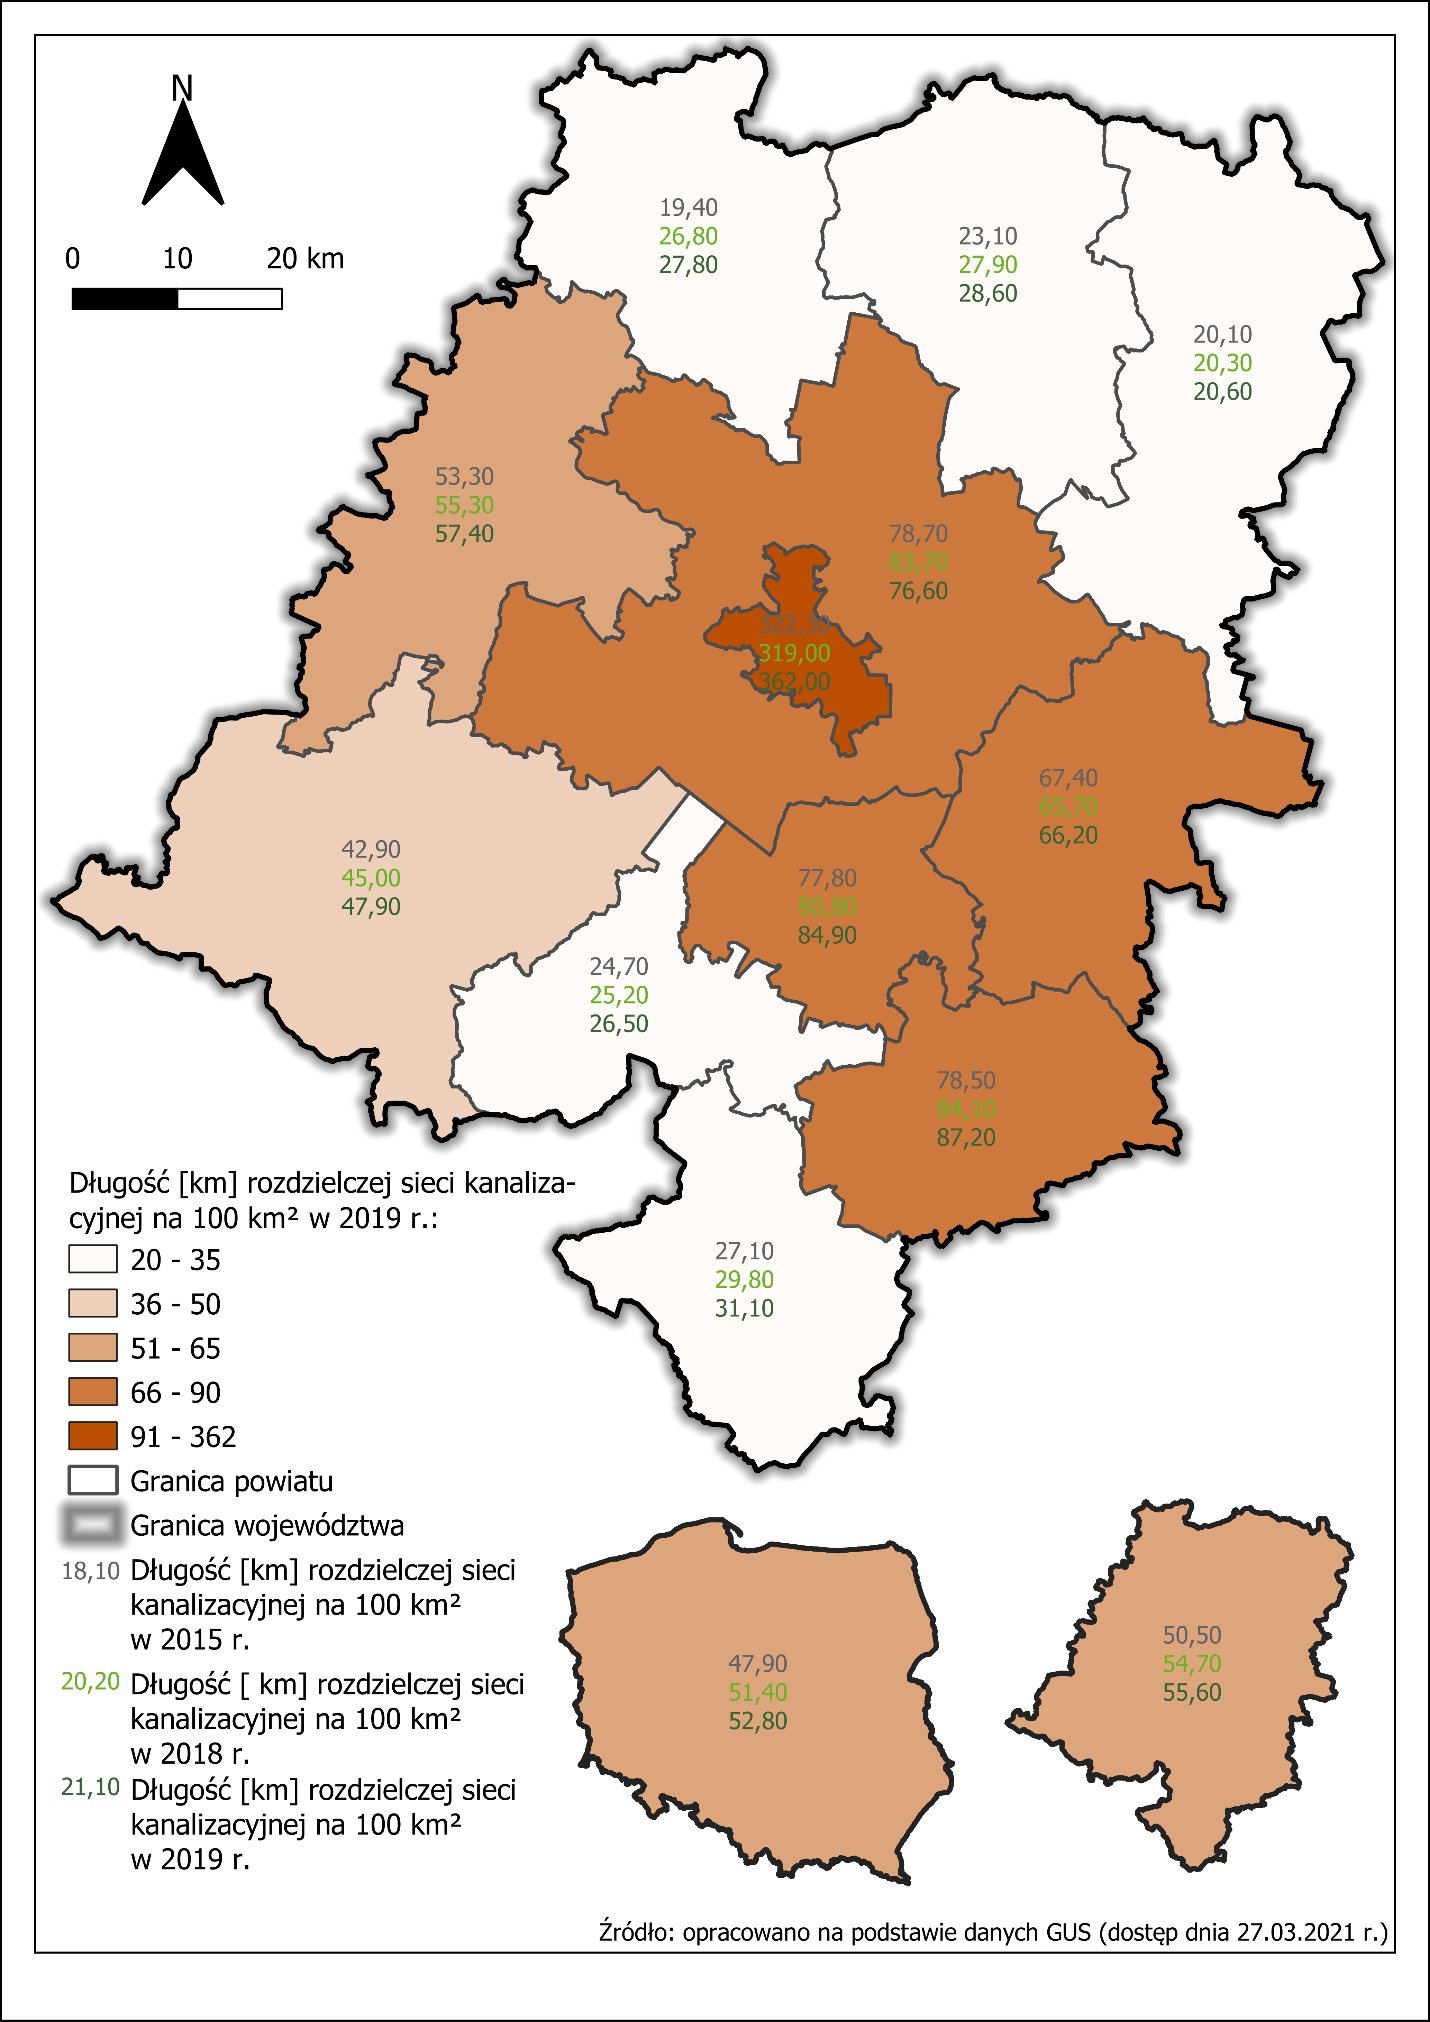 N
0 10 20 km
19,40
26,80
27,80
23,10
27,90
28,60
20,10
20,30
20,60
53,30
55,30
57,40
78,70
83,70
76,60
322,30
319,00
362,00
67,40
65,70
66,20
42,90
45,00
47,90
77,80
80,80
84,90
24,70
25,20
26,50
78,50
84,10
87,20
27,10
29,80
31,10
Długość [km] rozdzielczej sieci kanaliza-
cyjnej na 100 km² w 2019 r.:
20 - 35
36 - 50
51 - 65
66 - 90
91 - 362
Granica powiatu
Granica województwa
18,10 Długość [km] rozdzielczej sieci
kanalizacyjnej na 100 km²
w 2015 r.
20,20 Długość [ km] rozdzielczej sieci
kanalizacyjnej na 100 km²
w 2018 r.
21,10 Długość [km] rozdzielczej sieci
kanalizacyjnej na 100 km²
w 2019 r.
47,90
51,40
52,80
50,50
54,70
55,60
Źródło: opracowano na podstawie danych GUS (dostęp dnia 27.03.2021 r.)